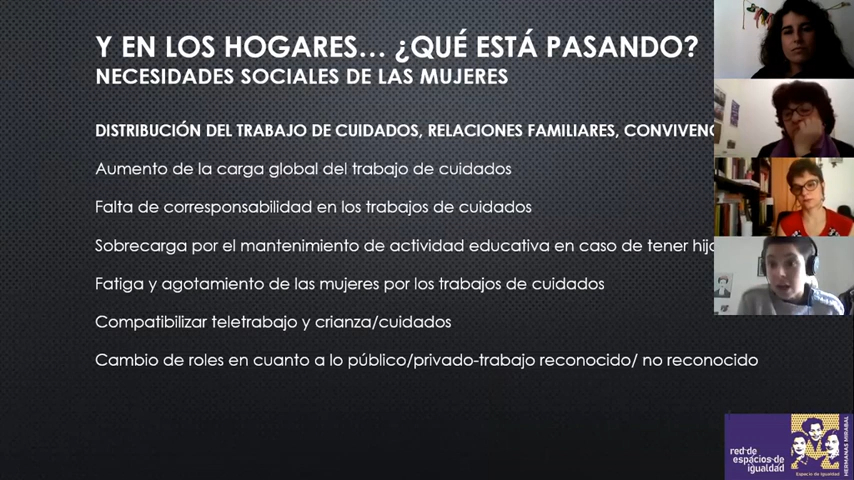 Y EN LOS HOGARES... ¿QUÉ ESTÁ PASANDO?
NECESIDADES SOCIALES DE LAS MUJERES
DISTRIBUCIÓN DEL TRABAJO DE CUIDADOS, RELACIONES FAMILIARES,
Aumento de la carga global del trabajo de cuidados
Falta de corresponsabilidad en los trabajos de cuidados
Sobrecarga por el mantenimiento de actividad educativa en caso de tener
Fatiga y agotamiento de las mujeres por los trabajos de cuidados
Compatibilizar teletrabajo y crianza/cuidados
Cambio de roles en cuanto a lo público/privado-trabajo reconocido/ no reconocido
red de
espacios de
igualdad
Espacio de Igualdad
HERMANAS MIRABAL